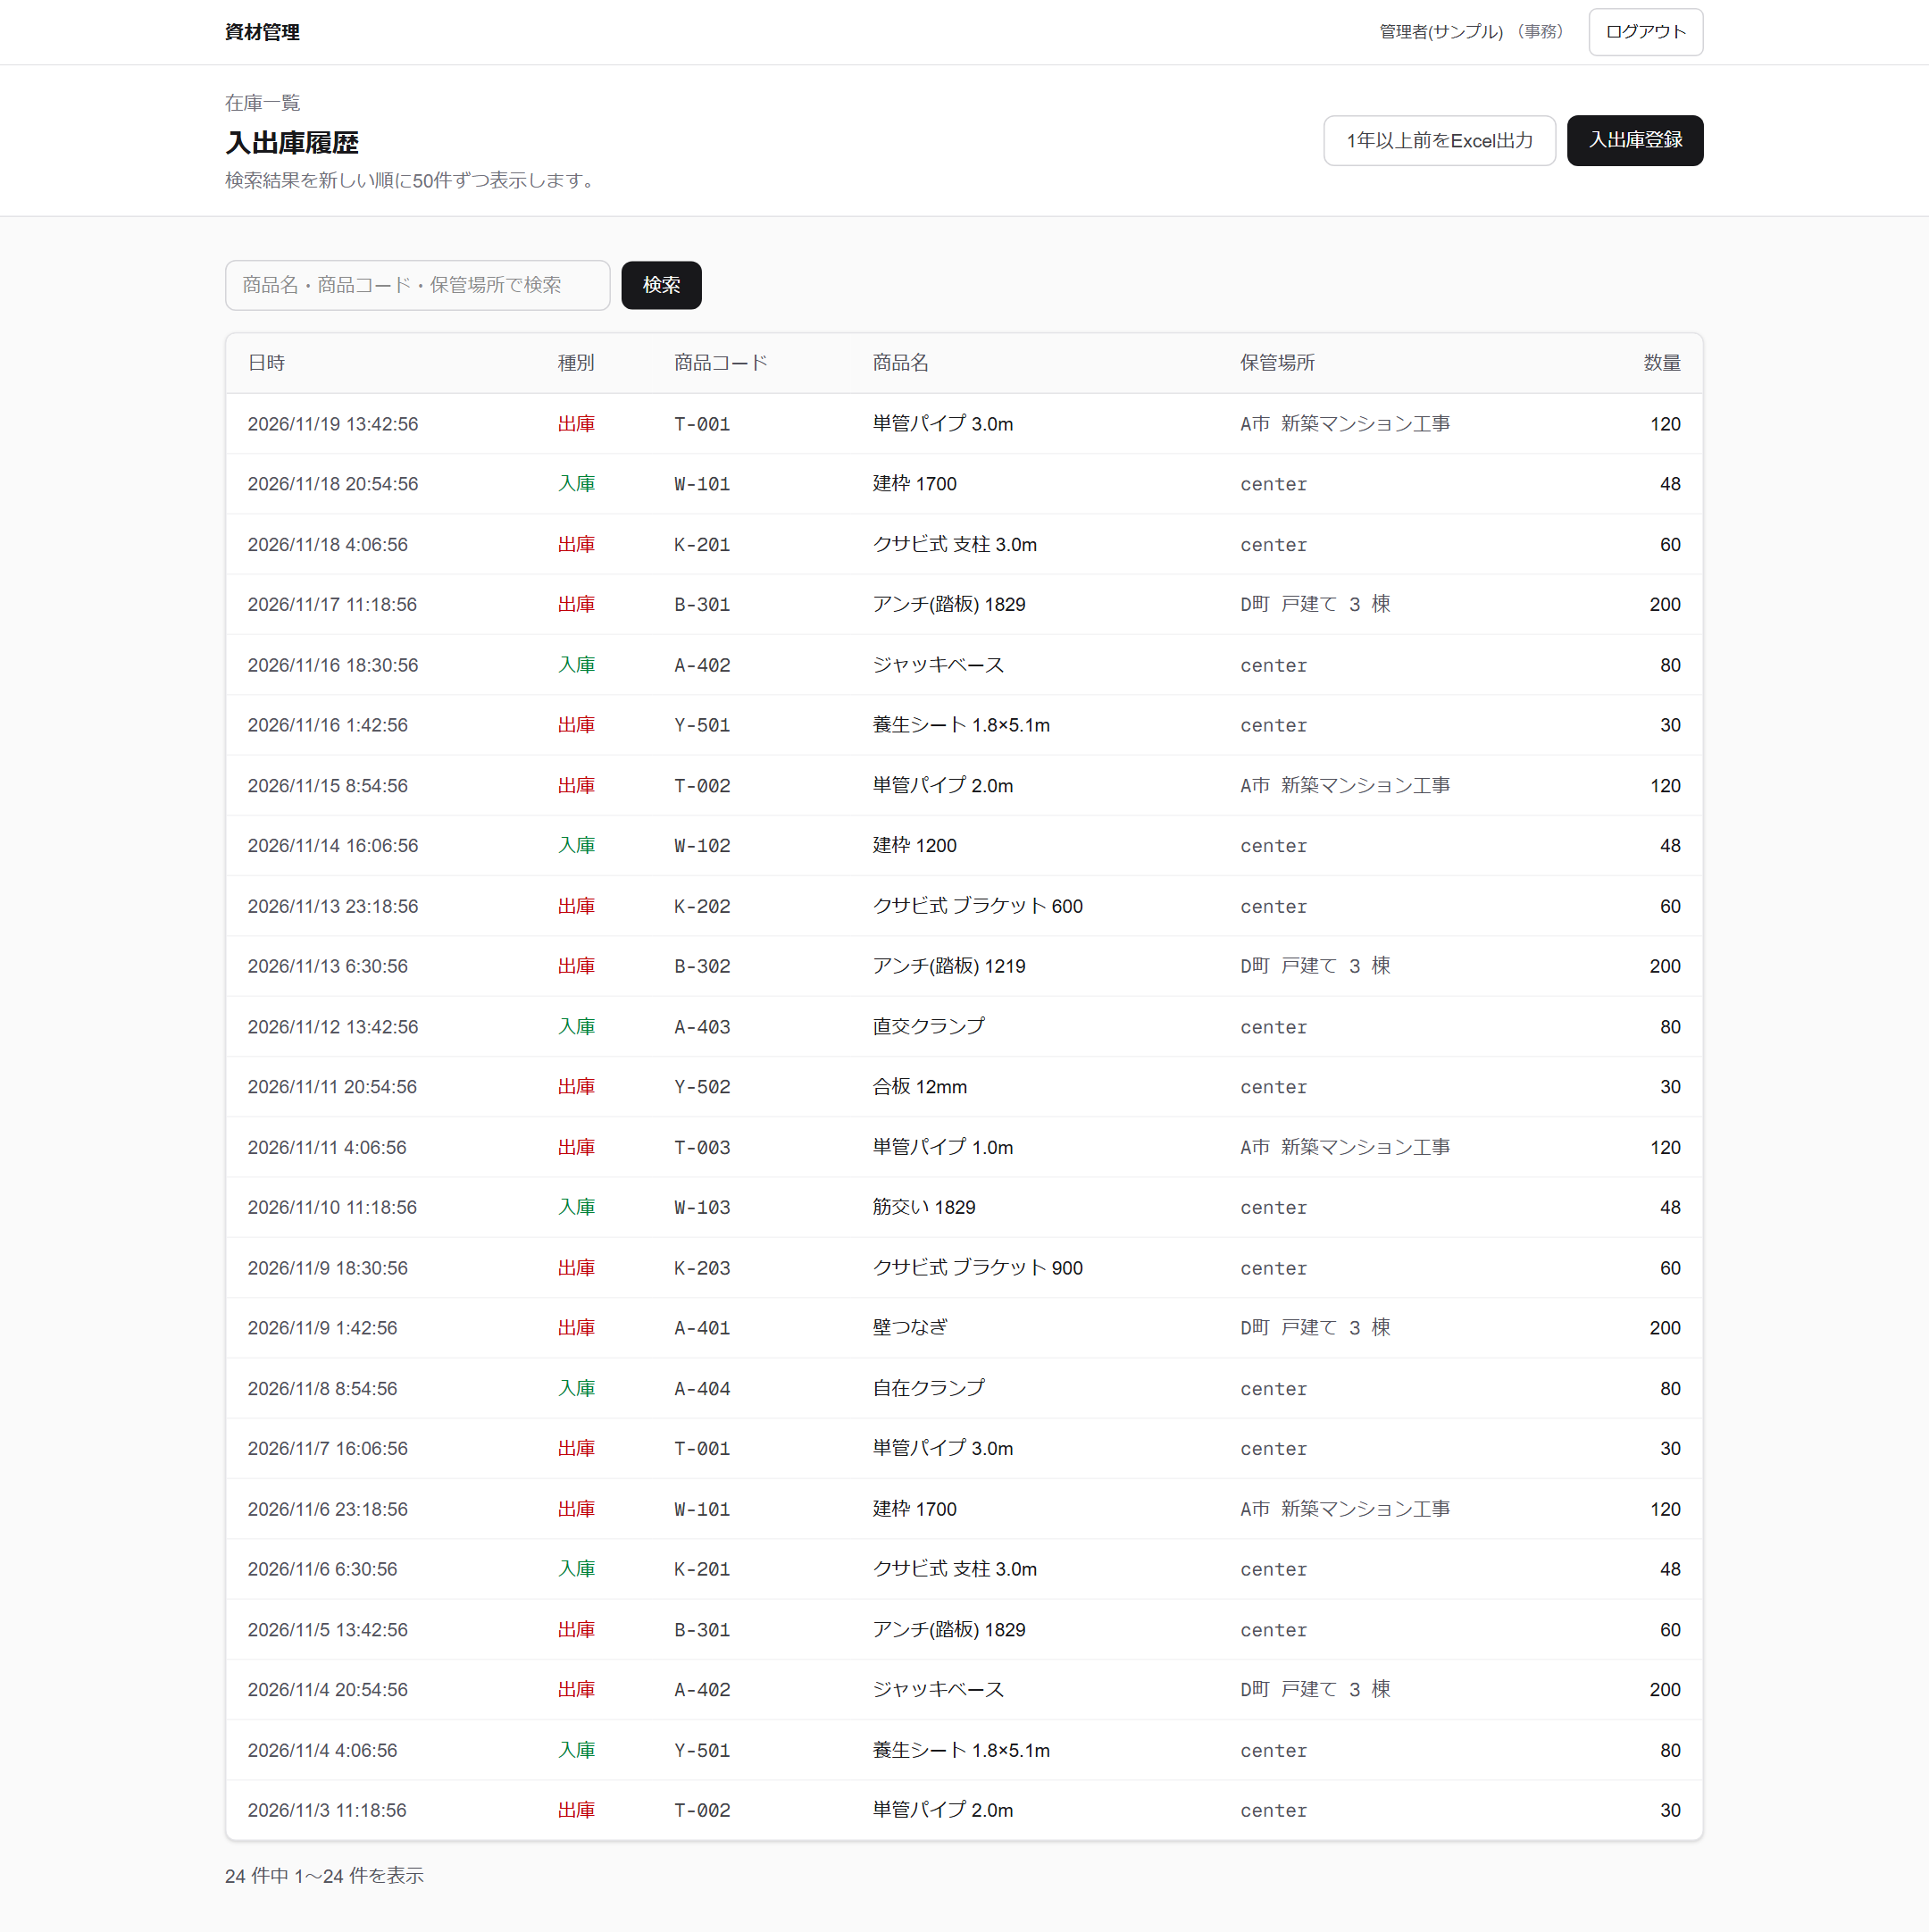 資材管理
管理者(サンプル) （事務） ログアウト
在庫一覧
入出庫履歴
検索結果を新しい順に50件ずつ表示します。
1年以上前をExcel出力 入出庫登録
商品名・商品コード・保管場所で検索 検索
日時 種別 商品コード 商品名 保管場所 数量
2026/11/19 13:42:56 出庫 T-001 単管パイプ 3.0m A市 新築マンション工事 120
2026/11/18 20:54:56 入庫 W-101 建枠 1700 center 48
2026/11/18 4:06:56 出庫 K-201 クサビ式 支柱 3.0m center 60
2026/11/17 11:18:56 出庫 B-301 アンチ(踏板) 1829 D町 戸建て 3 棟 200
2026/11/16 18:30:56 入庫 A-402 ジャッキベース center 80
2026/11/16 1:42:56 出庫 Y-501 養生シート 1.8×5.1m center 30
2026/11/15 8:54:56 出庫 T-002 単管パイプ 2.0m A市 新築マンション工事 120
2026/11/14 16:06:56 入庫 W-102 建枠 1200 center 48
2026/11/13 23:18:56 出庫 K-202 クサビ式 ブラケット 600 center 60
2026/11/13 6:30:56 出庫 B-302 アンチ(踏板) 1219 D町 戸建て 3 棟 200
2026/11/12 13:42:56 入庫 A-403 直交クランプ center 80
2026/11/11 20:54:56 出庫 Y-502 合板 12mm center 30
2026/11/11 4:06:56 出庫 T-003 単管パイプ 1.0m A市 新築マンション工事 120
2026/11/10 11:18:56 入庫 W-103 筋交い 1829 center 48
2026/11/9 18:30:56 出庫 K-203 クサビ式 ブラケット 900 center 60
2026/11/9 1:42:56 出庫 A-401 壁つなぎ D町 戸建て 3 棟 200
2026/11/8 8:54:56 入庫 A-404 自在クランプ center 80
2026/11/7 16:06:56 出庫 T-001 単管パイプ 3.0m center 30
2026/11/6 23:18:56 出庫 W-101 建枠 1700 A市 新築マンション工事 120
2026/11/6 6:30:56 入庫 K-201 クサビ式 支柱 3.0m center 48
2026/11/5 13:42:56 出庫 B-301 アンチ(踏板) 1829 center 60
2026/11/4 20:54:56 出庫 A-402 ジャッキベース D町 戸建て 3 棟 200
2026/11/4 4:06:56 入庫 Y-501 養生シート 1.8×5.1m center 80
2026/11/3 11:18:56 出庫 T-002 単管パイプ 2.0m center 30
24 件中 1〜24 件を表示